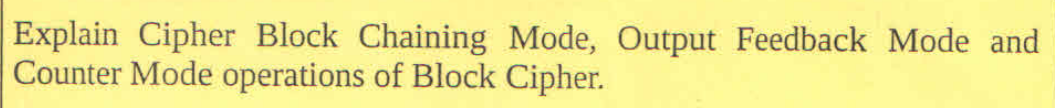 Explain Cipher Block Chaining Mode, Output Feedback Mode and
Counter Mode operations of Block Cipher.